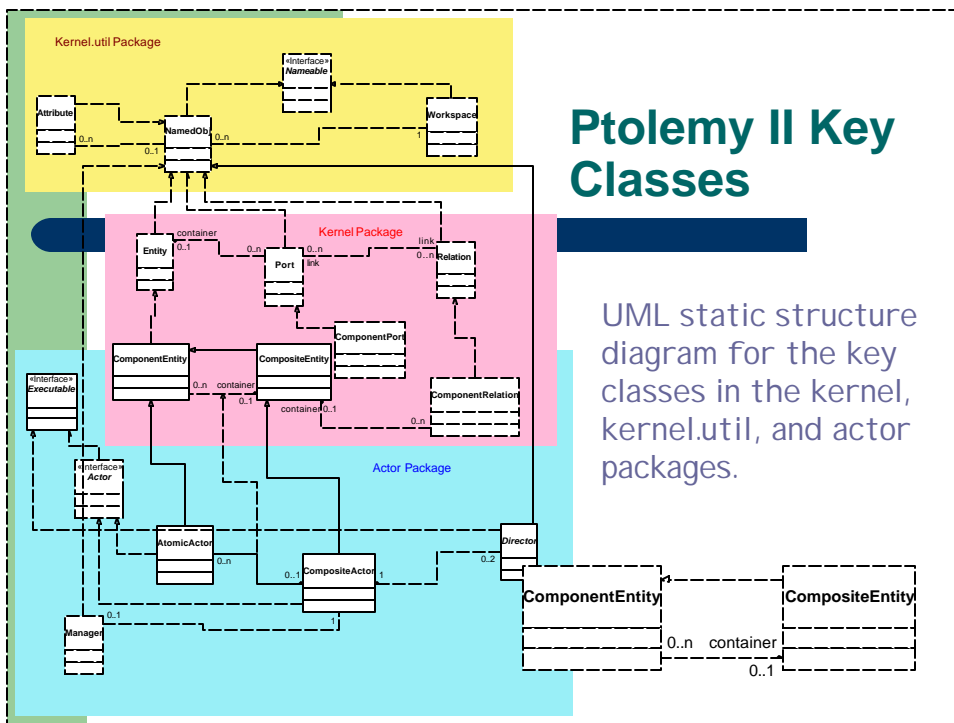 Kernel.util Package
«Interface»
Nameable
Attribute
NamedObj
Workspace
0..n
0..1
0..n
1
Ptolemy II Key
Classes
Kernel Package
container
Entity
0..1
0..n
Port
0..n
link
link
0..n
Relation
ComponentPort
ComponentEntity
CompositeEntity
0..n
container
0..1
container
0..1
ComponentRelation
0..n
UML static structure
diagram for the key
classes in the kernel,
kernel.util, and actor
packages.
«Interface»
Executable
Actor Package
«Interface»
Actor
AtomicActor
0..n
Director
0..2
CompositeActor
0..1
1
1
0..1
Manager
ComponentEntity
CompositeEntity
0..n
container
0..1